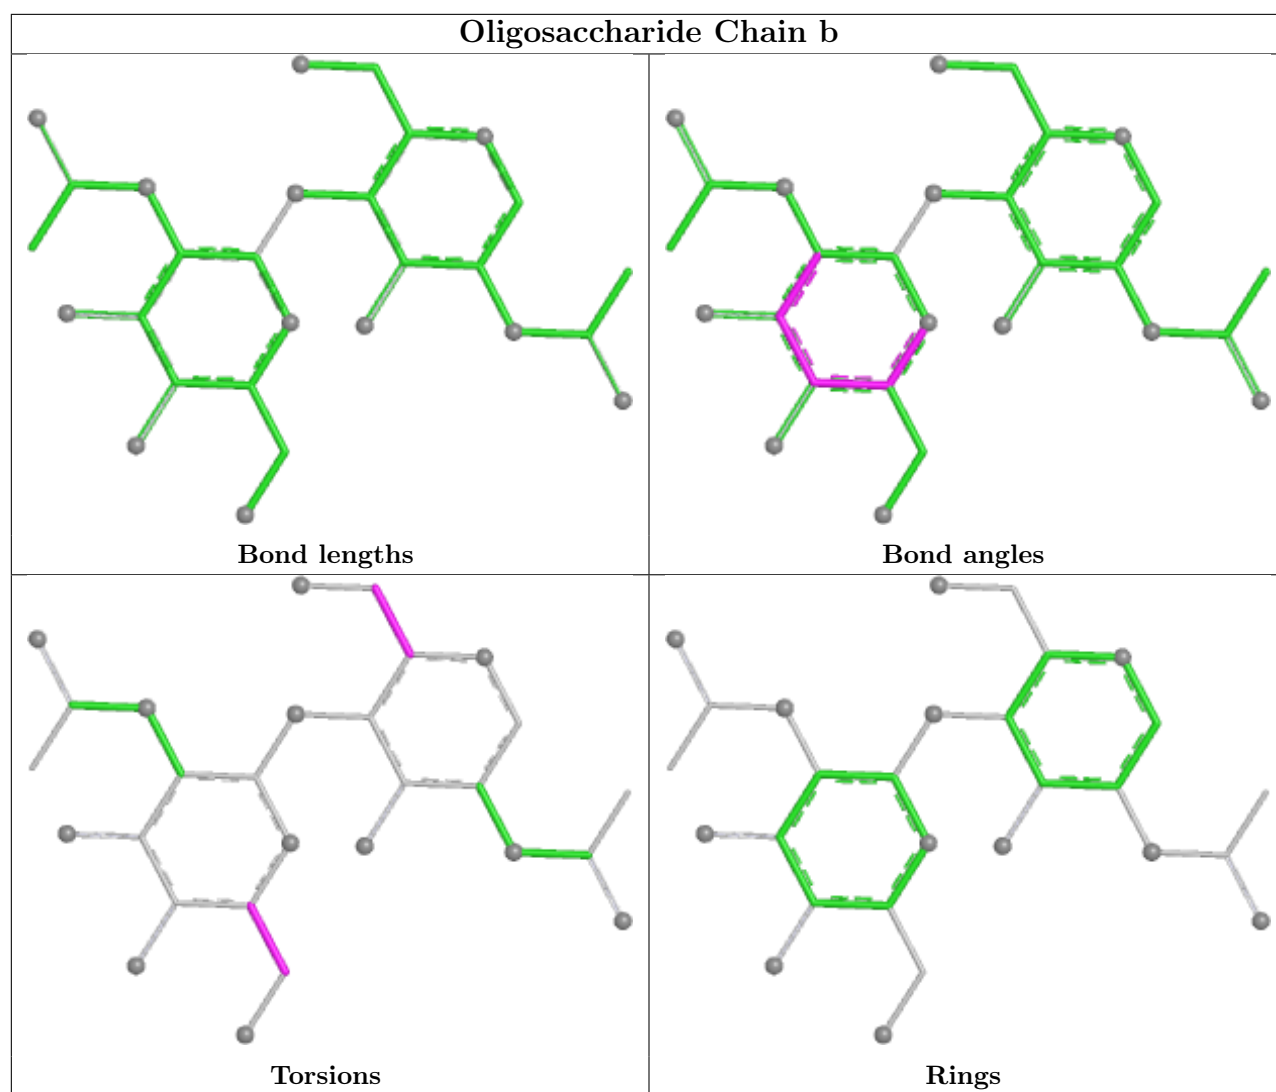 Oligosaccharide Chain b
Bond lengths
Bond angles
Torsions
Rings